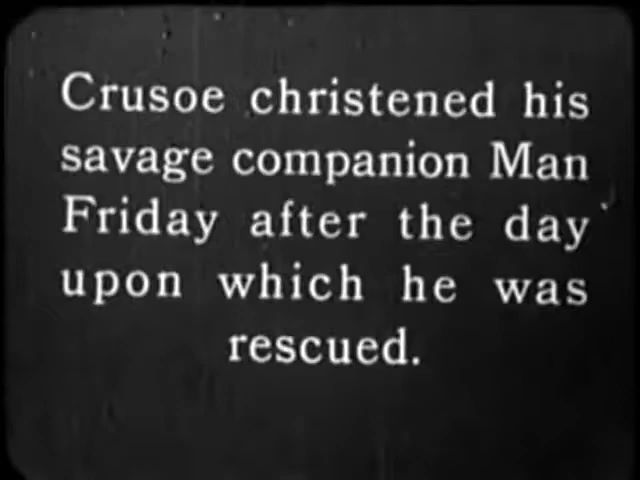 Crusoe christened his
savage companion Man
Friday after the day
upon which he was
rescued.